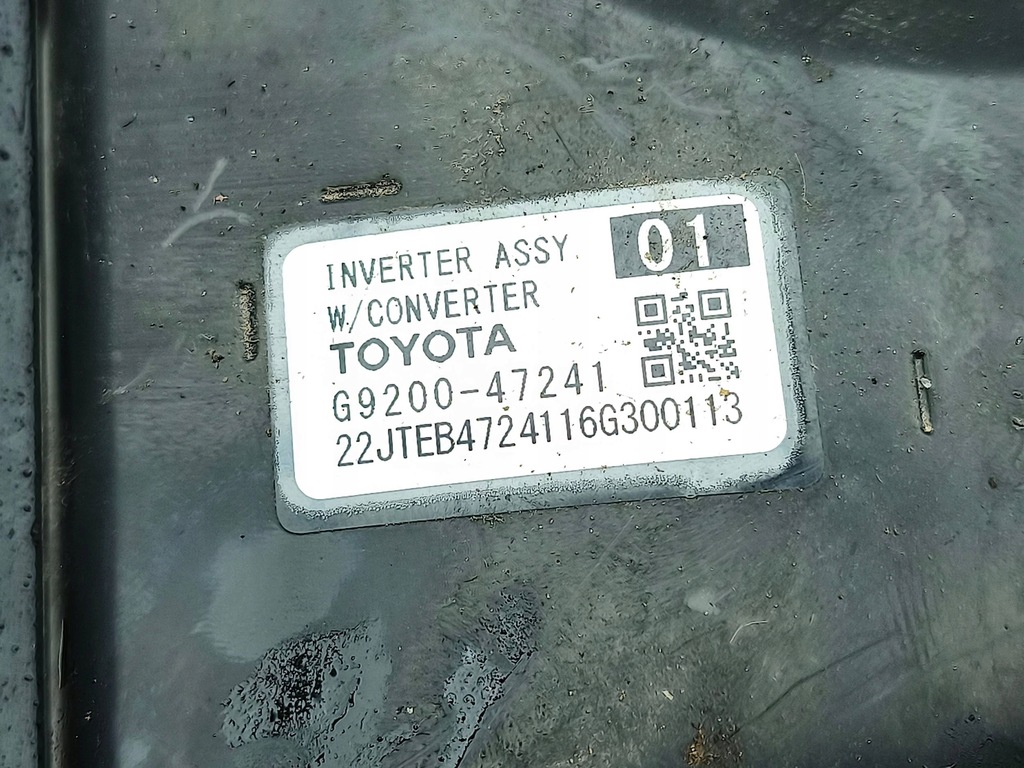 01
INVERTER ASSY
W/CONVERTER
TOYOTA
G9200-47241
22JTEB4724116G300113